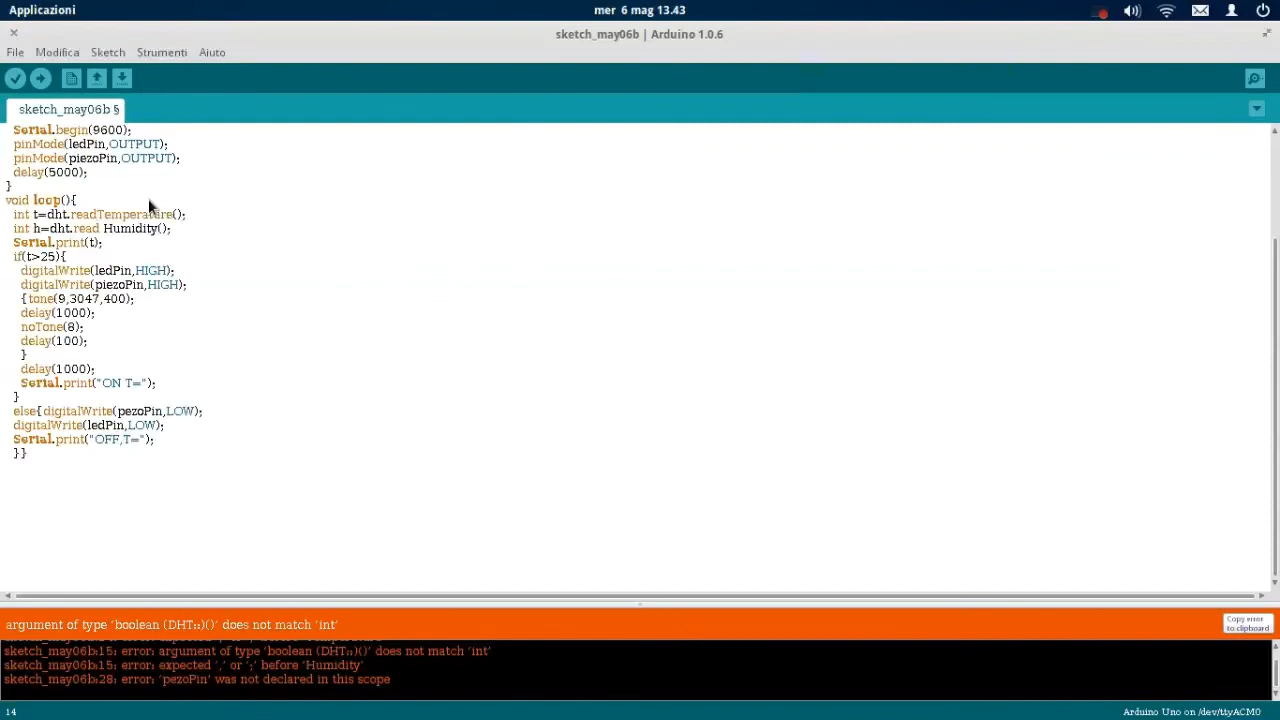 Applicazioni
mer 6 mag 13.43
sketch_may06b | Arduino 1.0.6
File Modifica Sketch Strumenti Aiuto
sketch_may06b §
Serial.begin(9600);
pinMode(ledPin,OUTPUT);
pinMode(piezoPin,OUTPUT);
delay(5000);
}
void loop(){
int t=dht.readTemperature();
int h=dht.read Humidity();
Serial.print(t);
if(t>25){
digitalWrite(ledPin,HIGH);
digitalWrite(piezoPin,HIGH);
{tone(9,3047,400);
delay(1000);
noTone(8);
delay(100);
}
delay(1000);
Serial.print("ON T=");
}
else{digitalWrite(pezoPin,LOW);
digitalWrite(ledPin,LOW);
Serial.print("OFF,T=");
}}
argument of type 'boolean (DHT::)()' does not match 'int'
Copy error
to clipboard
sketch_may06b:15: error: argument of type 'boolean (DHT::)()' does not match 'int'
sketch_may06b:15: error: expected ',' or ';' before 'Humidity'
sketch_may06b:28: error: 'pezoPin' was not declared in this scope
14
Arduino Uno on /dev/ttyACM0